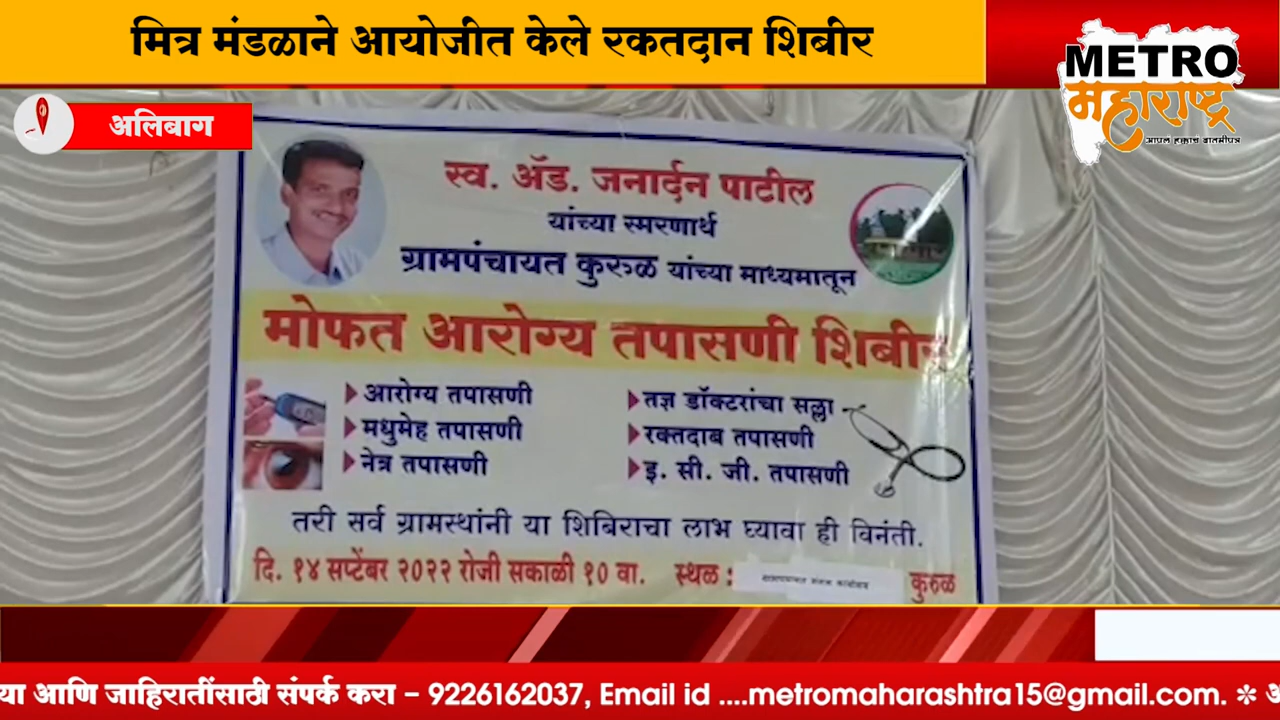 मित्र मंडळाने आयोजीत केले रकतदान शिबीर
METRO
महाराष्ट्र
अलिबाग
स्व. ॲड. जनार्दन पाटील
यांच्या स्मरणार्थ
ग्रामपंचायत कुरुळ यांच्या माध्यमातून
मोफत आरोग्य तपासणी शिबीर
आरोग्य तपासणी
मधुमेह तपासणी
नेत्र तपासणी
तज्ञ डॉक्टरांचा सल्ला
रक्तदाब तपासणी
इ. सी. जी. तपासणी
तरी सर्व ग्रामस्थांनी या शिबिराचा लाभ घ्यावा ही विनंती.
दि. १४ सप्टेंबर २०२२ रोजी सकाळी १० वा. स्थळ : कुरुळ
या आणि जाहिरातींसाठी संपर्क करा – 9226162037, Email id ....metromaharashtra15@gmail.com. ✻